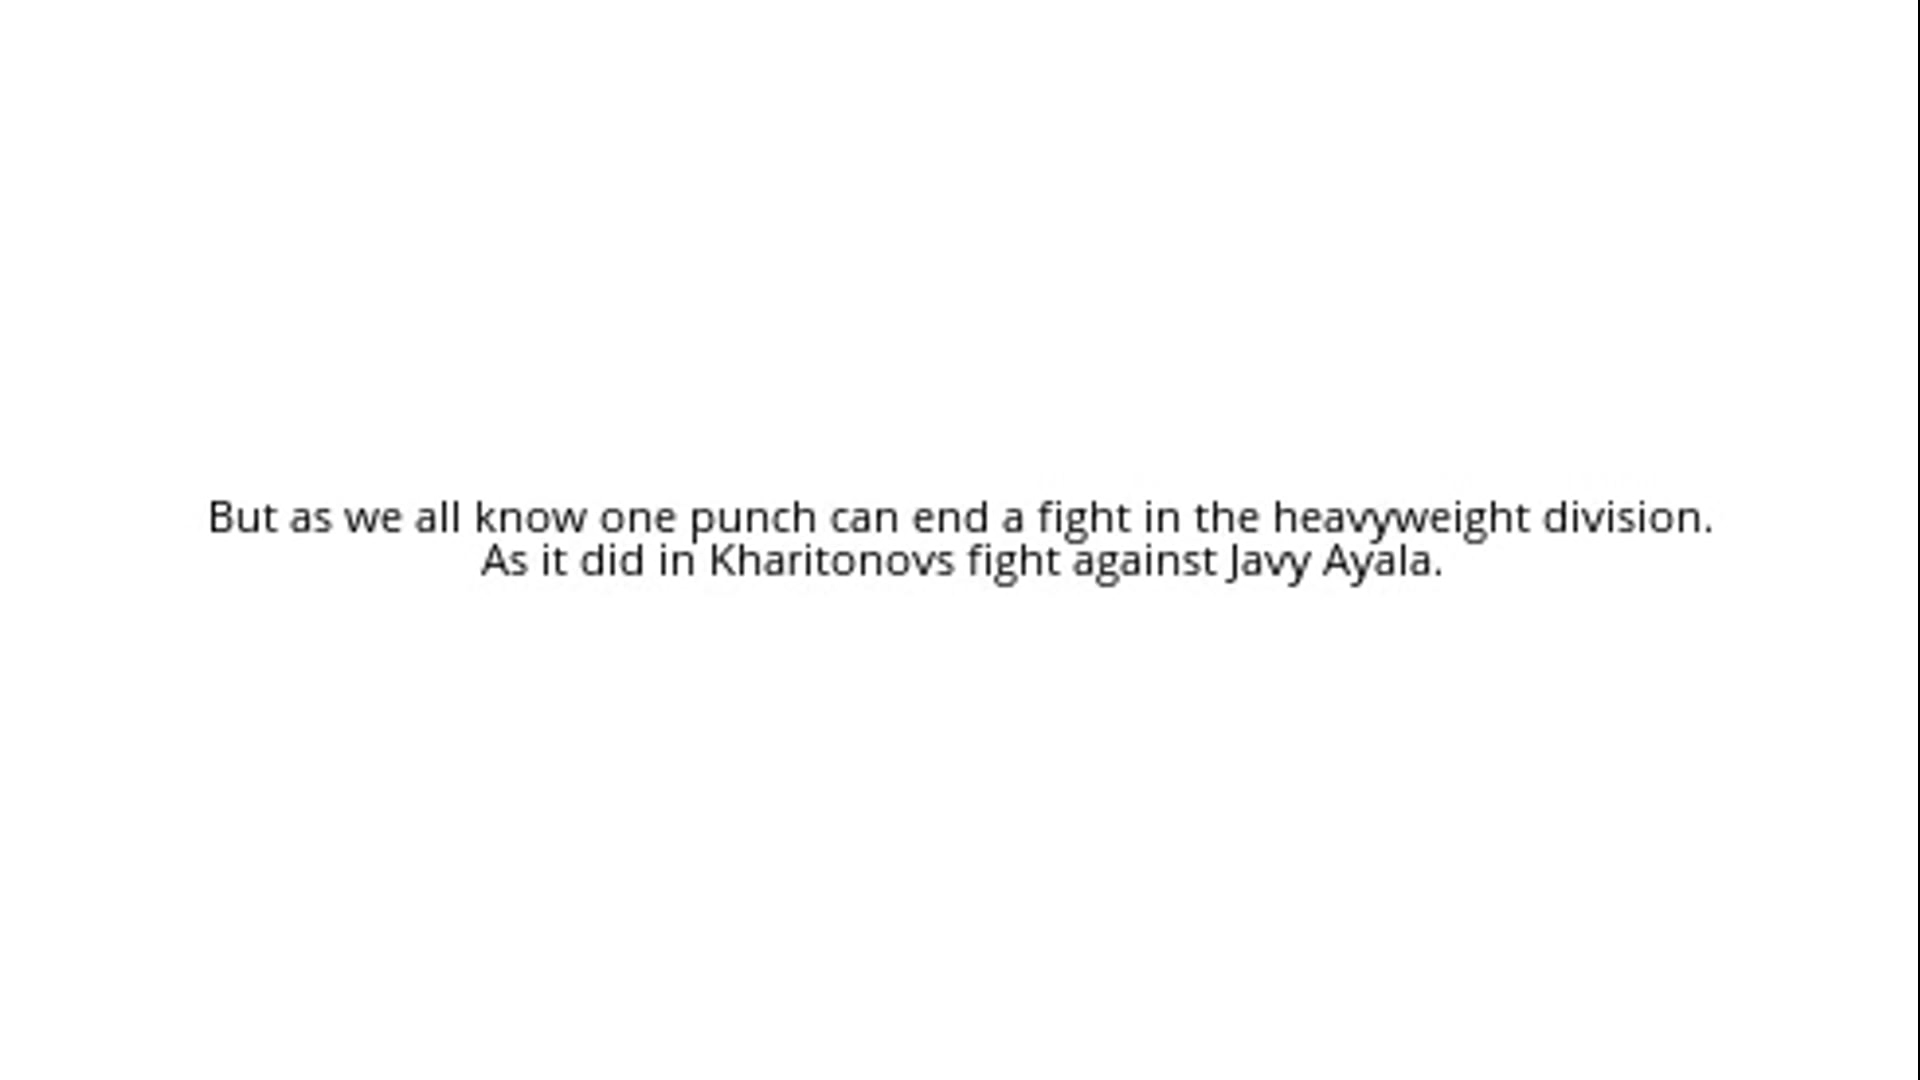 But as we all know one punch can end a fight in the heavyweight division.
As it did in Kharitonovs fight against Javy Ayala.